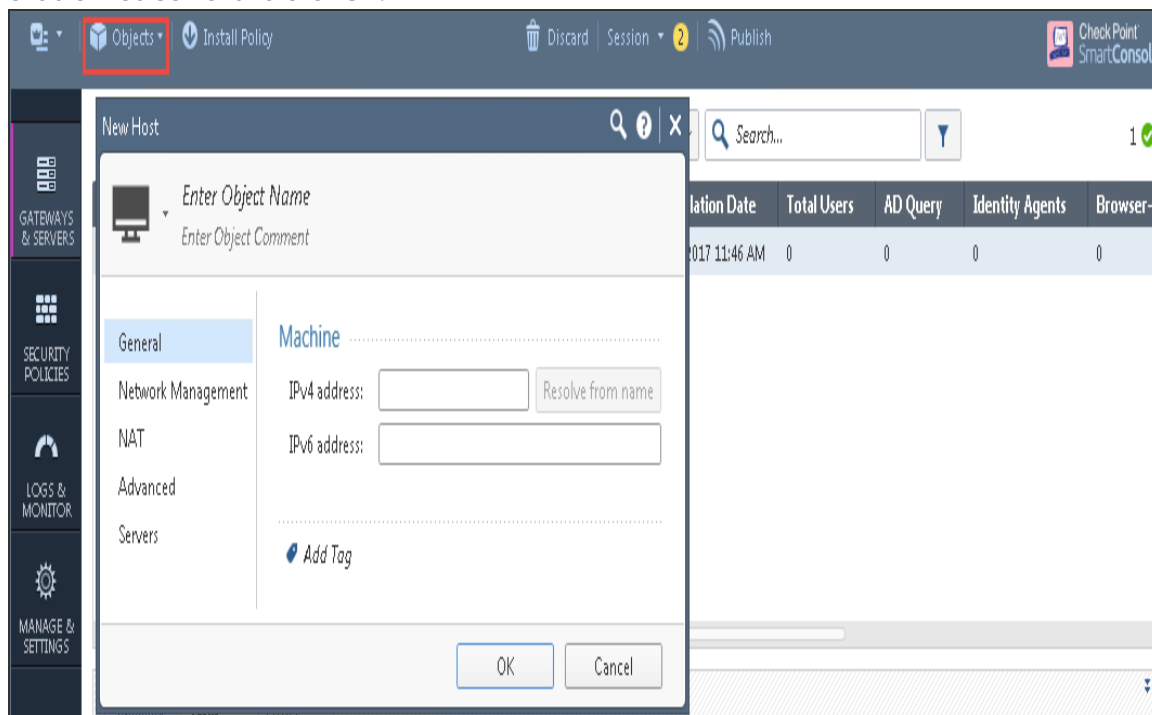 Objects Install Policy Discard Session 2 Publish
Check Point
SmartConsol
New Host
Search...
1
Enter Object Name
Enter Object Comment
lation Date Total Users AD Query Identity Agents Browser-
2017 11:46 AM 0 0 0 0
GATEWAYS
& SERVERS
SECURITY
POLICIES
LOGS &
MONITOR
MANAGE &
SETTINGS
General
Network Management
NAT
Advanced
Servers
Machine
IPv4 address: Resolve from name
IPv6 address:
Add Tag
OK Cancel